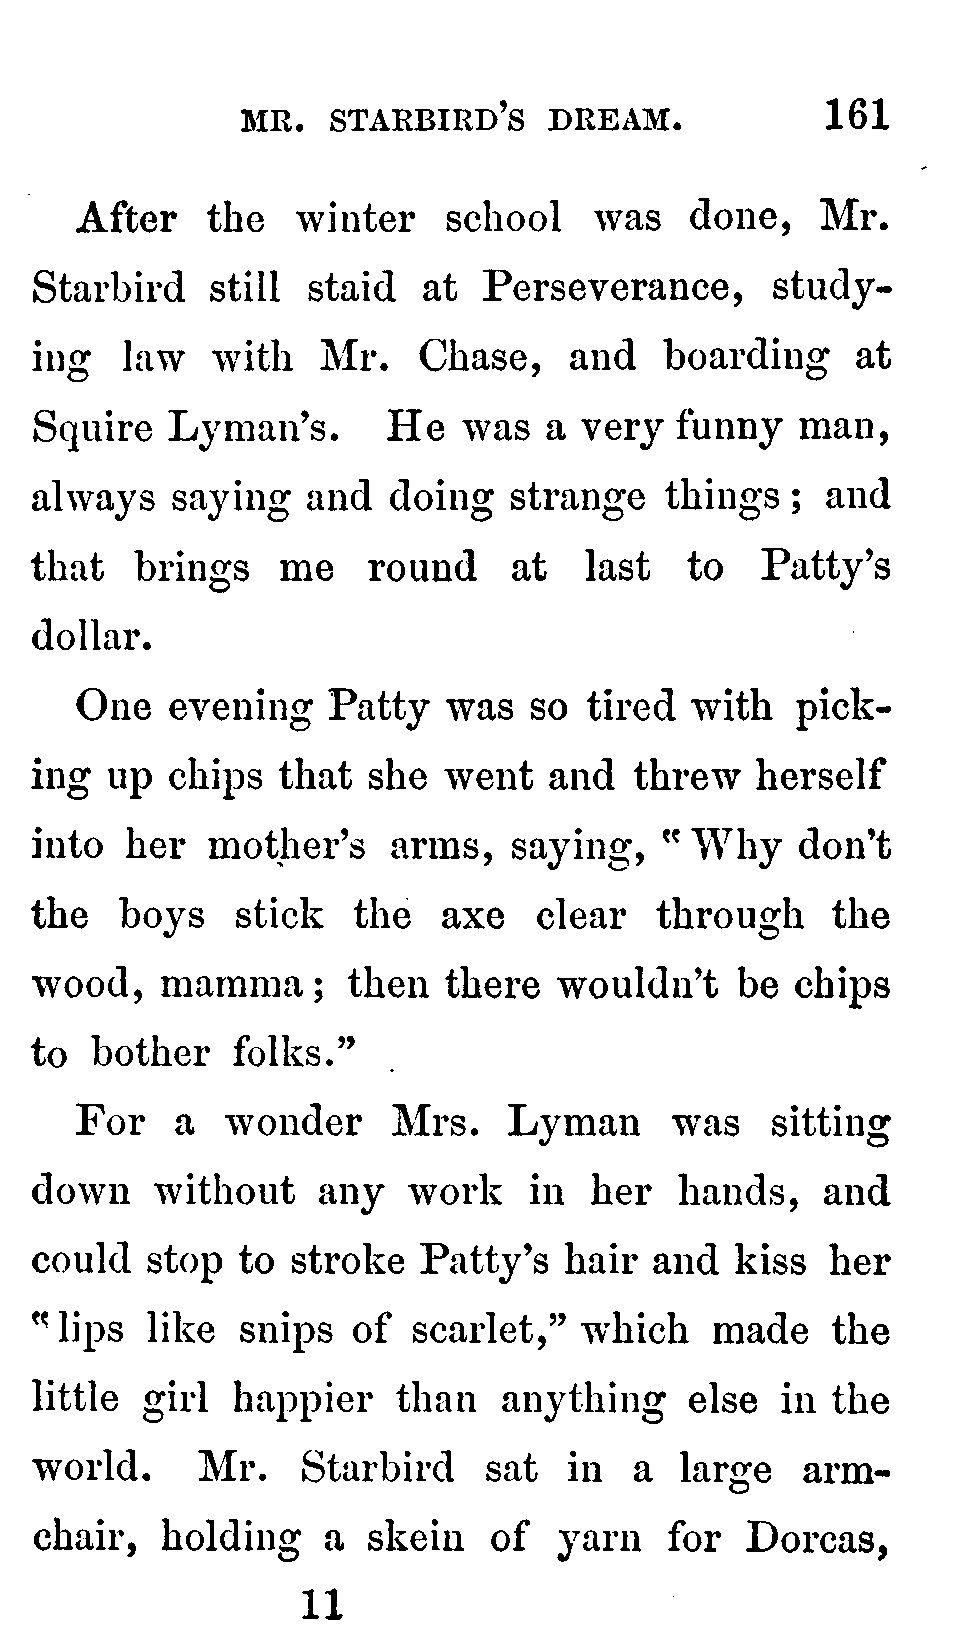 MR. STARBIRD'S DREAM. 161
After the winter school was done, Mr.
Starbird still staid at Perseverance, study-
ing law with Mr. Chase, and boarding at
Squire Lyman's. He was a very funny man,
always saying and doing strange things; and
that brings me round at last to Patty's
dollar.
One evening Patty was so tired with pick-
ing up chips that she went and threw herself
into her mother's arms, saying, "Why don't
the boys stick the axe clear through the
wood, mamma; then there wouldn't be chips
to bother folks."
For a wonder Mrs. Lyman was sitting
down without any work in her hands, and
could stop to stroke Patty's hair and kiss her
"lips like snips of scarlet," which made the
little girl happier than anything else in the
world. Mr. Starbird sat in a large arm-
chair, holding a skein of yarn for Dorcas,
11